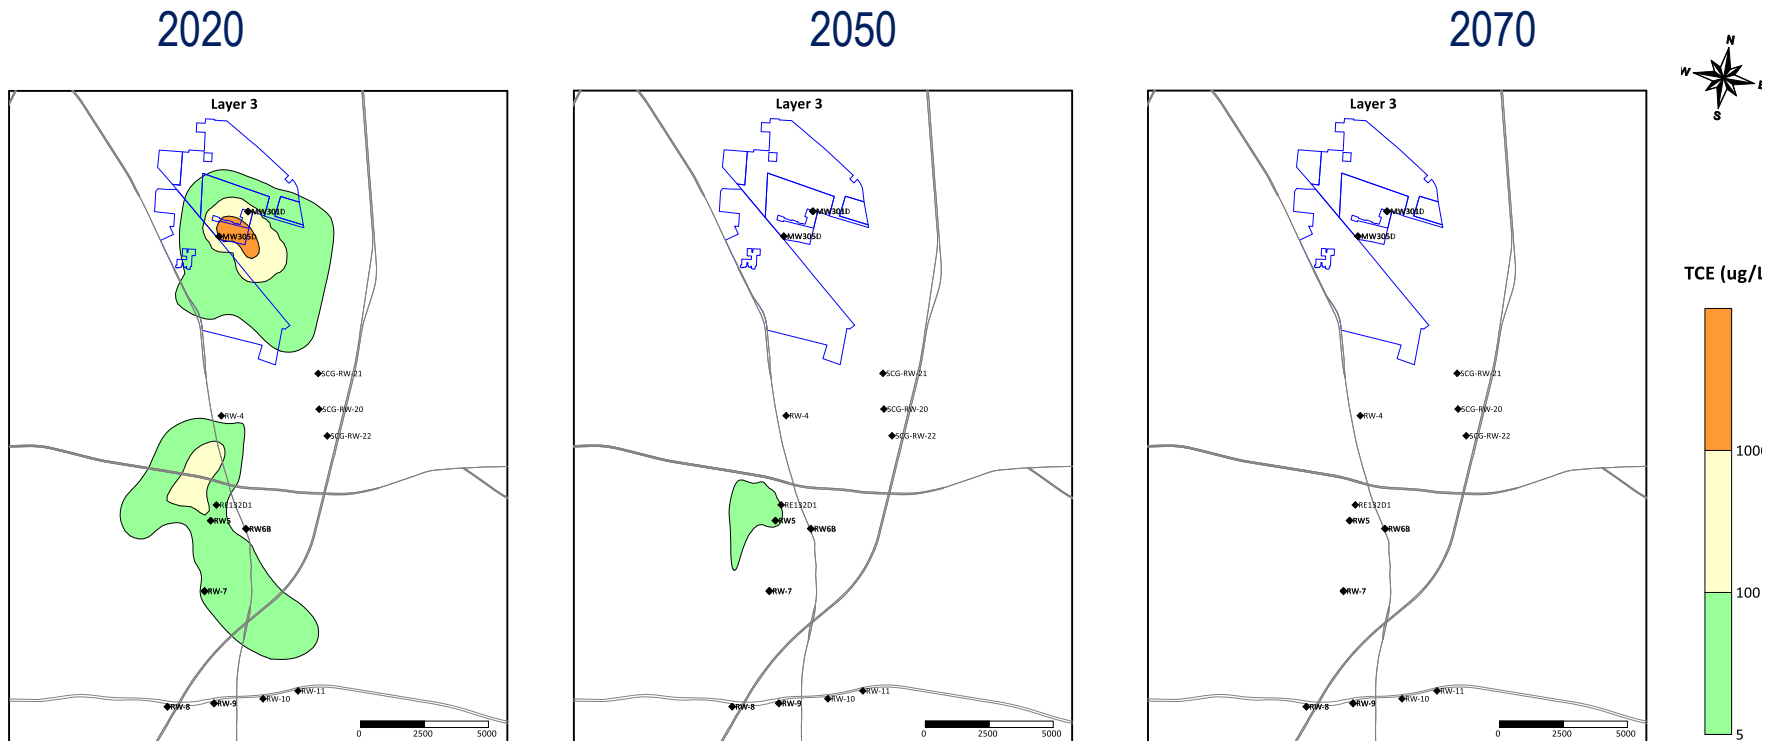 2020
2050
2070
N
W
E
S
Layer 3
MW301D
MW305D
SCG-RW-21
SCG-RW-20
RW-4
SCG-RW-22
RE132D1
RW5
RW6B
RW-7
RW-11
RW-10
RW-9
RW-8
0 2500 5000
Layer 3
MW301D
MW305D
SCG-RW-21
SCG-RW-20
RW-4
SCG-RW-22
RE132D1
RW5
RW6B
RW-7
RW-11
RW-10
RW-9
RW-8
0 2500 5000
Layer 3
MW301D
MW305D
SCG-RW-21
SCG-RW-20
RW-4
SCG-RW-22
RE132D1
RW5
RW6B
RW-7
RW-11
RW-10
RW-9
RW-8
0 2500 5000
TCE (ug/L
1000
100
5